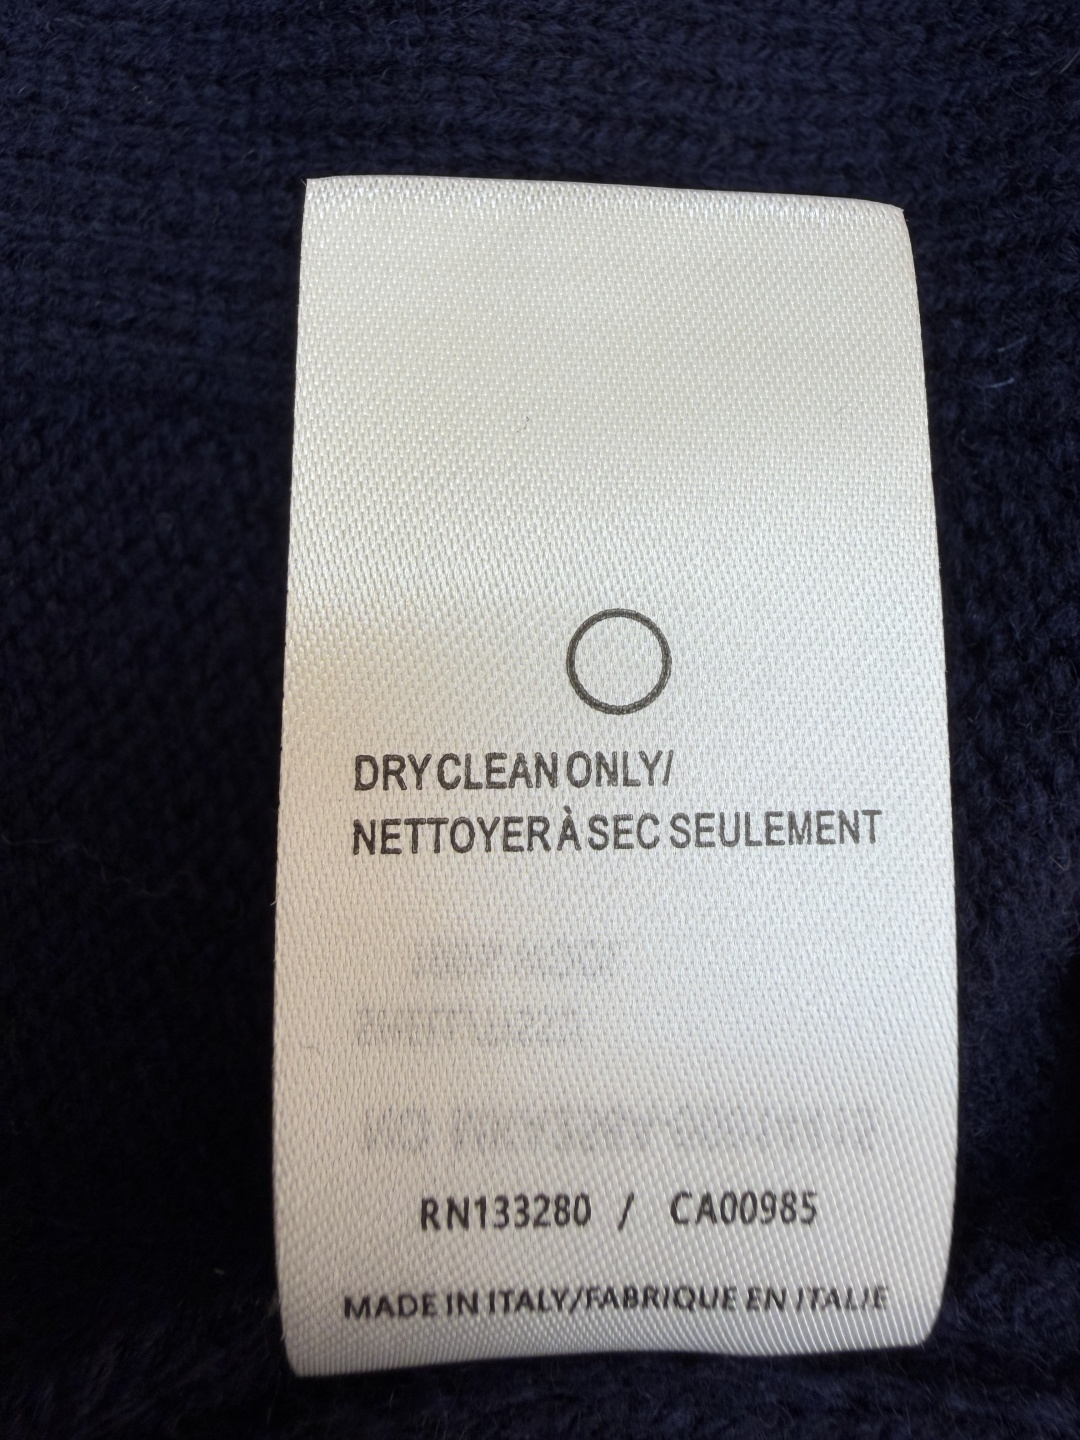 DRY CLEAN ONLY/
NETTOYER À SEC SEULEMENT
RN133280 / CA00985
MADE IN ITALY/FABRIQUE EN ITALIE